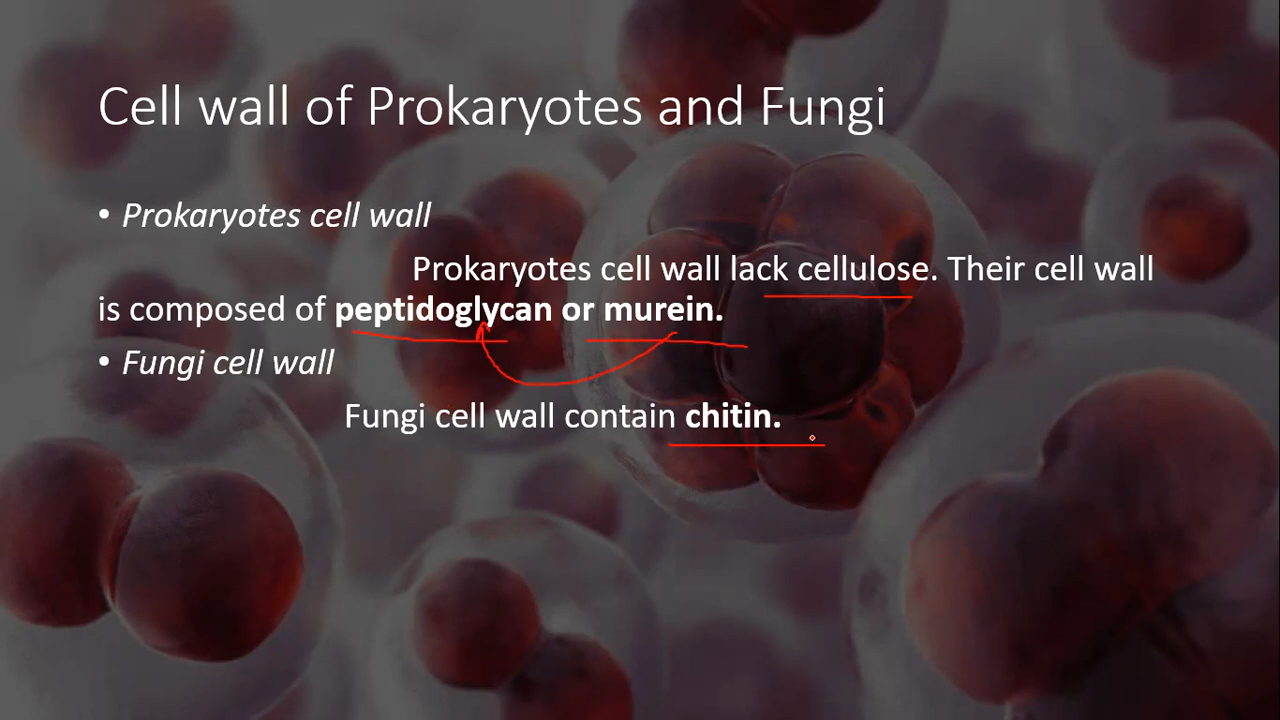 Cell wall of Prokaryotes and Fungi
• Prokaryotes cell wall
Prokaryotes cell wall lack cellulose. Their cell wall
is composed of peptidoglycan or murein.
• Fungi cell wall
Fungi cell wall contain chitin.